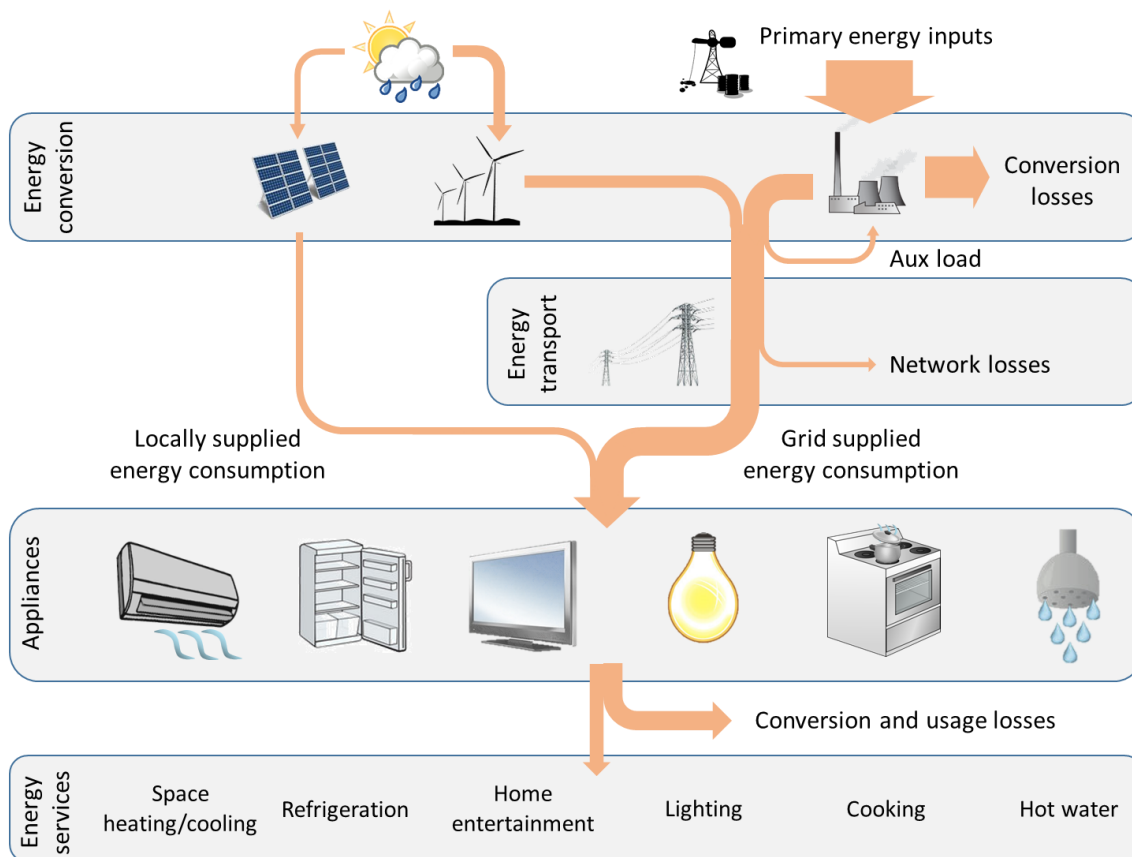 Primary energy inputs
Energy
conversion
Conversion
losses
Aux load
Energy
transport
Network losses
Locally supplied
energy consumption
Grid supplied
energy consumption
Appliances
Conversion and usage losses
Energy
services
Space
heating/cooling
Refrigeration
Home
entertainment
Lighting
Cooking
Hot water